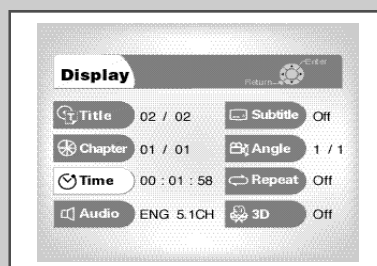 Display
Enter
Return
Title 02 / 02
Subtitle Off
Chapter 01 / 01
Angle 1 / 1
Time 00 : 01 : 58
Repeat Off
Audio ENG 5.1CH
3D Off